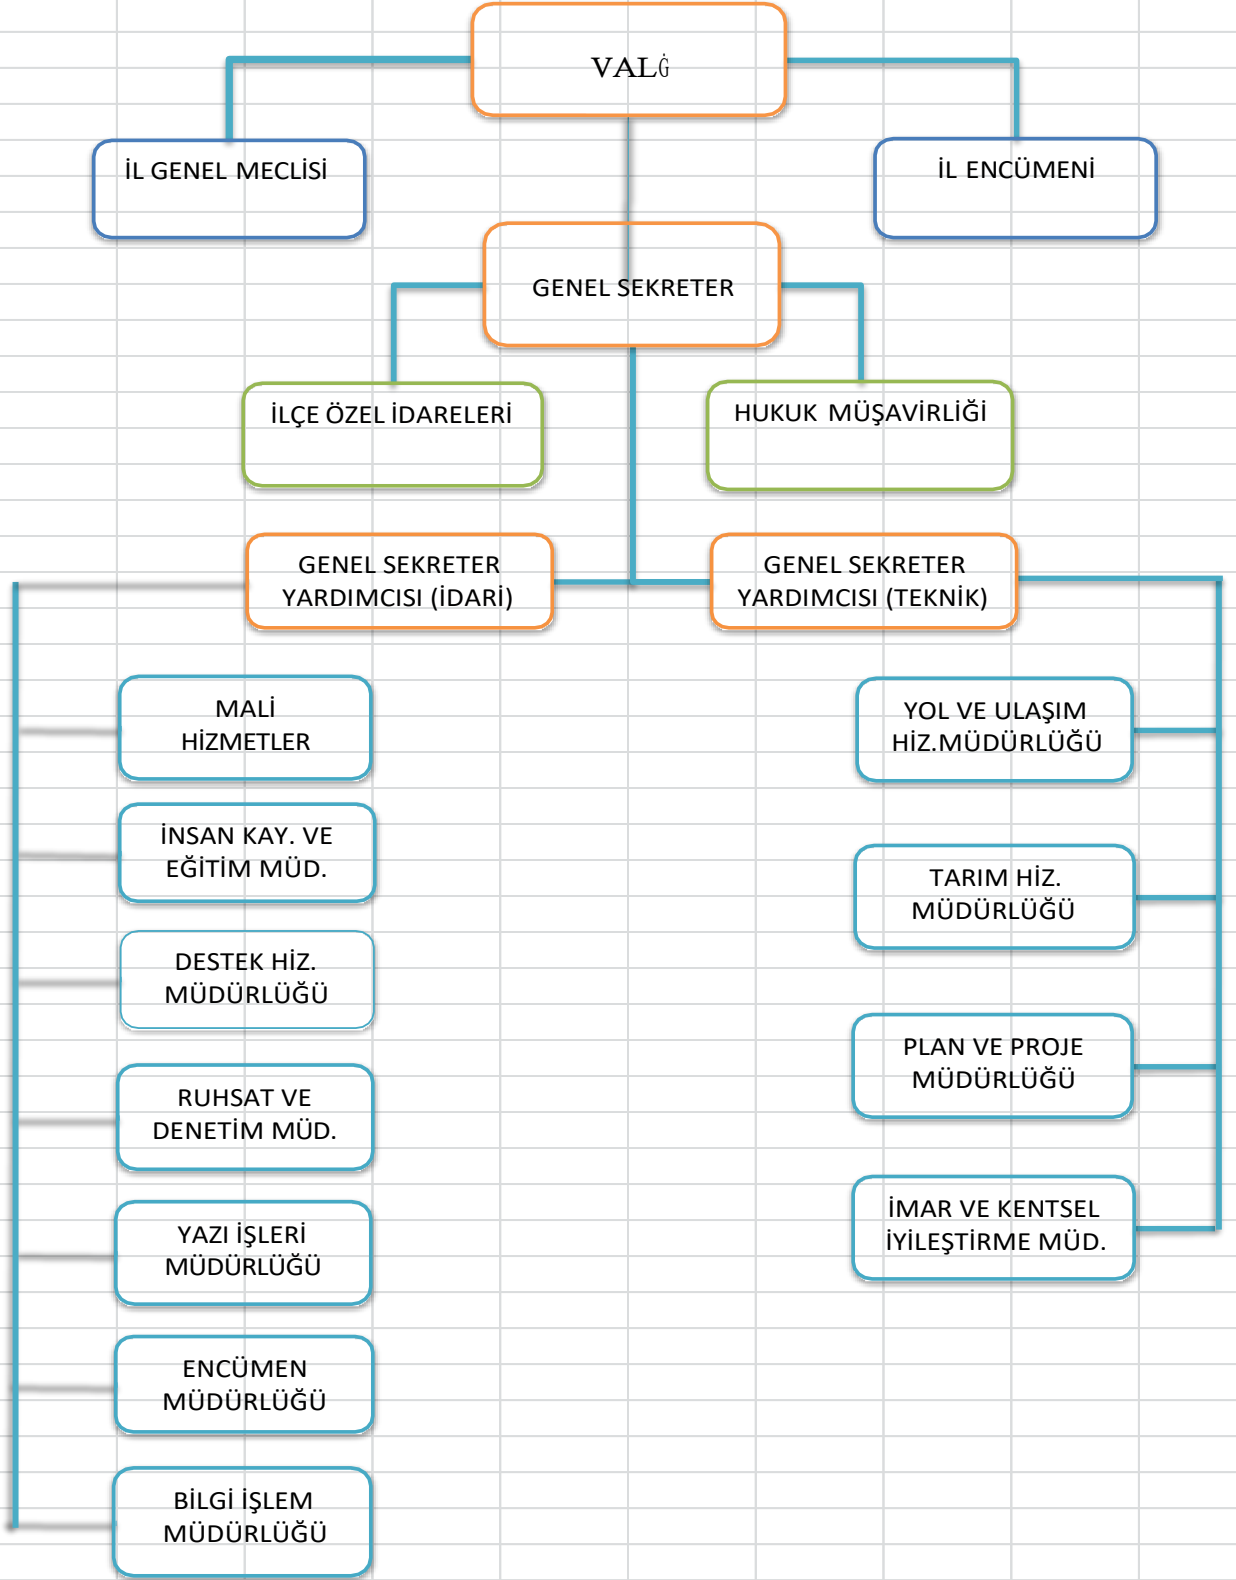 VALĠ
İL GENEL MECLİSİ
İL ENCÜMENİ
GENEL SEKRETER
İLÇE ÖZEL İDARELERİ
HUKUK MÜŞAVİRLİĞİ
GENEL SEKRETER
YARDIMCISI (İDARİ)
GENEL SEKRETER
YARDIMCISI (TEKNİK)
MALİ
HİZMETLER
İNSAN KAY. VE
EĞİTİM MÜD.
DESTEK HİZ.
MÜDÜRLÜĞÜ
RUHSAT VE
DENETİM MÜD.
YAZI İŞLERİ
MÜDÜRLÜĞÜ
ENCÜMEN
MÜDÜRLÜĞÜ
BİLGİ İŞLEM
MÜDÜRLÜĞÜ
YOL VE ULAŞIM
HİZ.MÜDÜRLÜĞÜ
TARIM HİZ.
MÜDÜRLÜĞÜ
PLAN VE PROJE
MÜDÜRLÜĞÜ
İMAR VE KENTSEL
İYİLEŞTİRME MÜD.